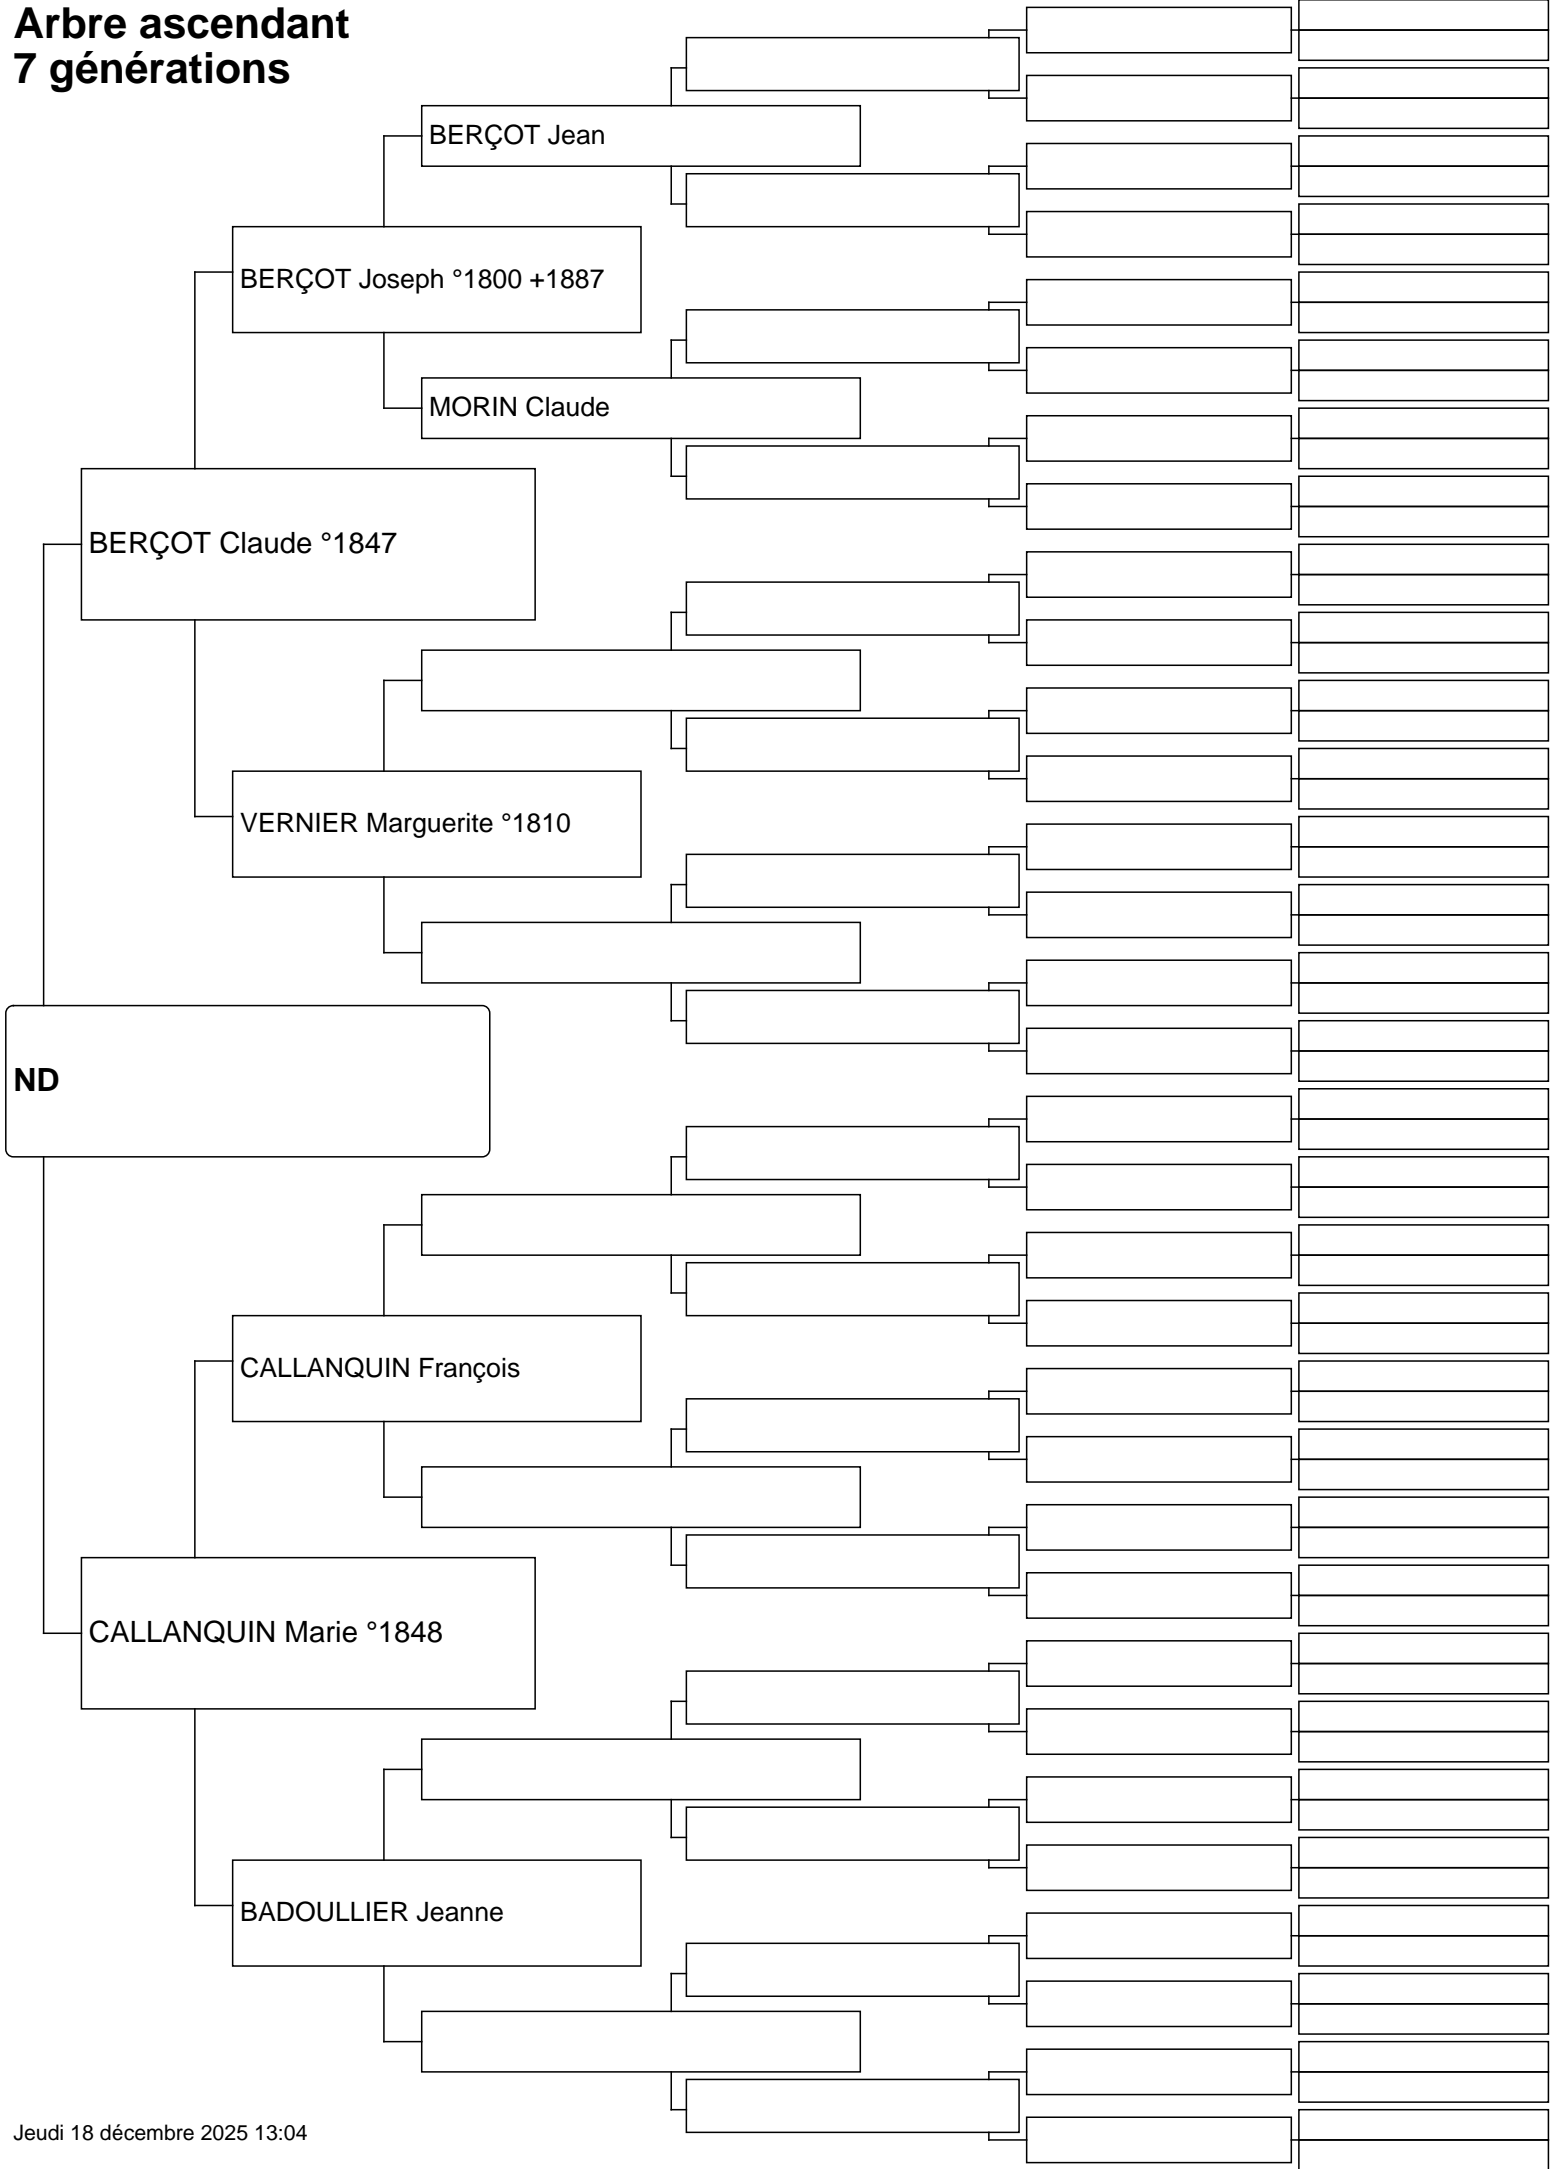 Arbre ascendant
7 générations
BERÇOT Jean
BERÇOT Joseph °1800 +1887
MORIN Claude
BERÇOT Claude °1847
VERNIER Marguerite °1810
ND
CALLANQUIN François
CALLANQUIN Marie °1848
BADOULLIER Jeanne
Jeudi 18 décembre 2025 13:04